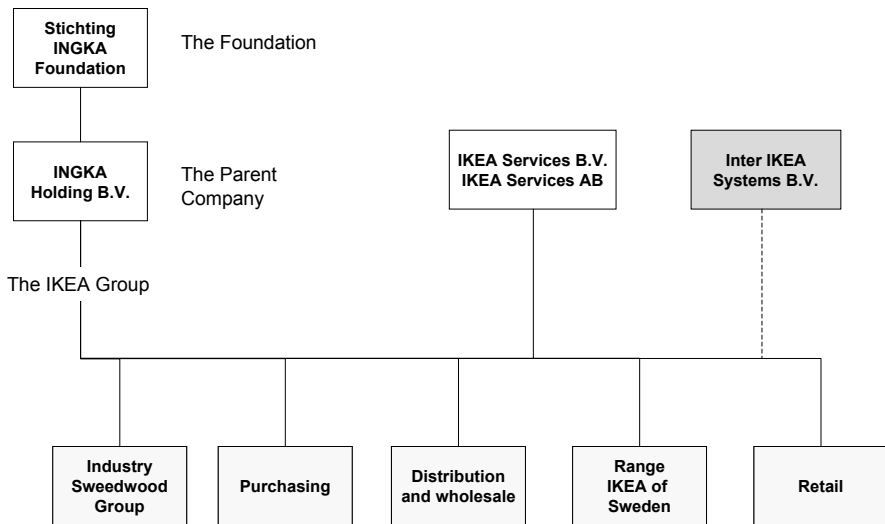 Stichting
INGKA
Foundation
The Foundation
INGKA
Holding B.V.
The Parent
Company
IKEA Services B.V.
IKEA Services AB
Inter IKEA
Systems B.V.
The IKEA Group
Industry
Sweedwood
Group
Purchasing
Distribution
and wholesale
Range
IKEA of
Sweden
Retail